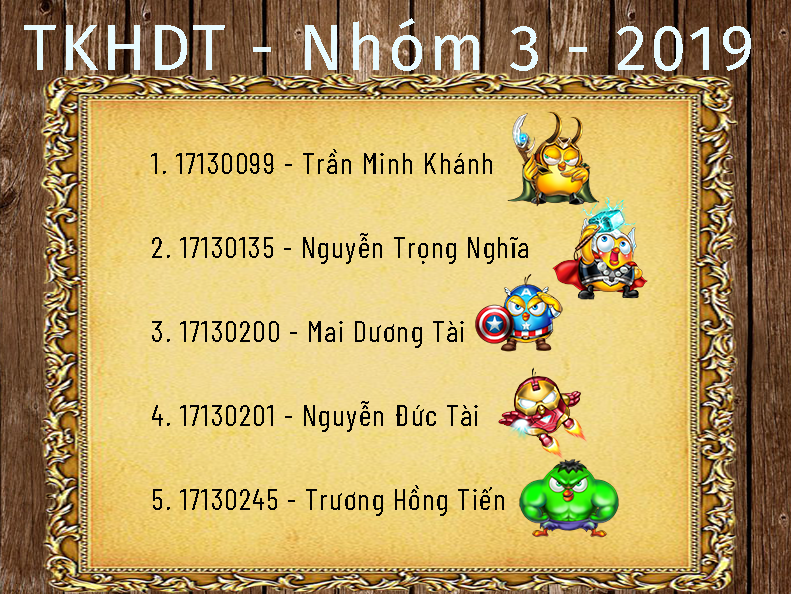 TKHDT - Nhóm 3 - 2019
1. 17130099 - Trần Minh Khánh
2. 17130135 - Nguyễn Trọng Nghĩa
3. 17130200 - Mai Dương Tài
4. 17130201 - Nguyễn Đức Tài
5. 17130245 - Trương Hồng Tiến